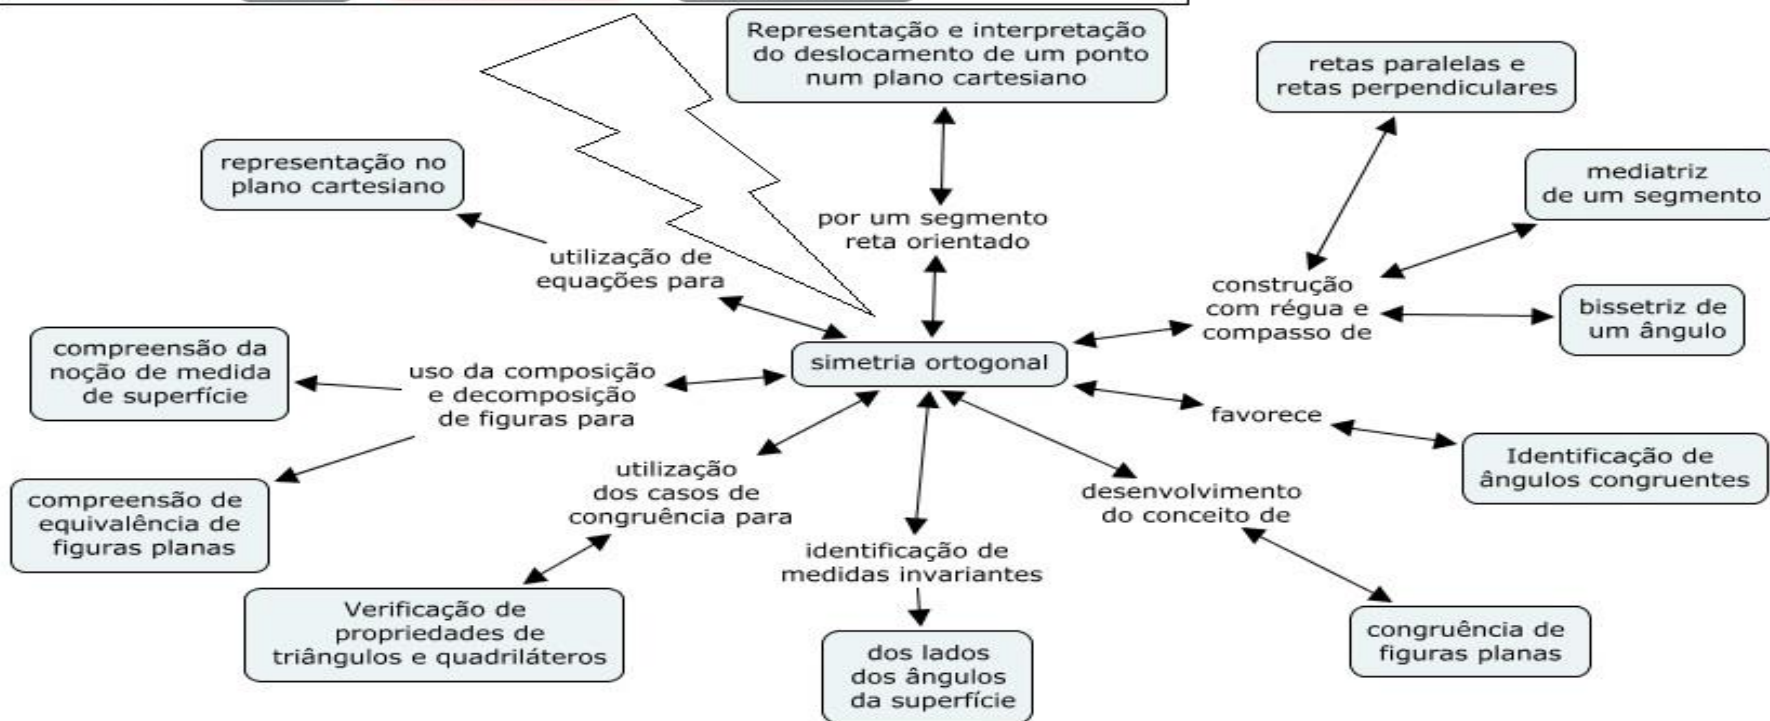 Representação e interpretação
do deslocamento de um ponto
num plano cartesiano
retas paralelas e
retas perpendiculares
representação no
plano cartesiano
mediatriz
de um segmento
por um segmento
reta orientado
utilização de
equações para
construção
com régua e
compasso de
bissetriz de
um ângulo
compreensão da
noção de medida
de superfície
uso da composição
e decomposição
de figuras para
simetria ortogonal
favorece
Identificação de
ângulos congruentes
compreensão de
equivalência de
figuras planas
utilização
dos casos de
congruência para
desenvolvimento
do conceito de
identificação de
medidas invariantes
Verificação de
propriedades de
triângulos e quadriláteros
dos lados
dos ângulos
da superfície
congruência de
figuras planas